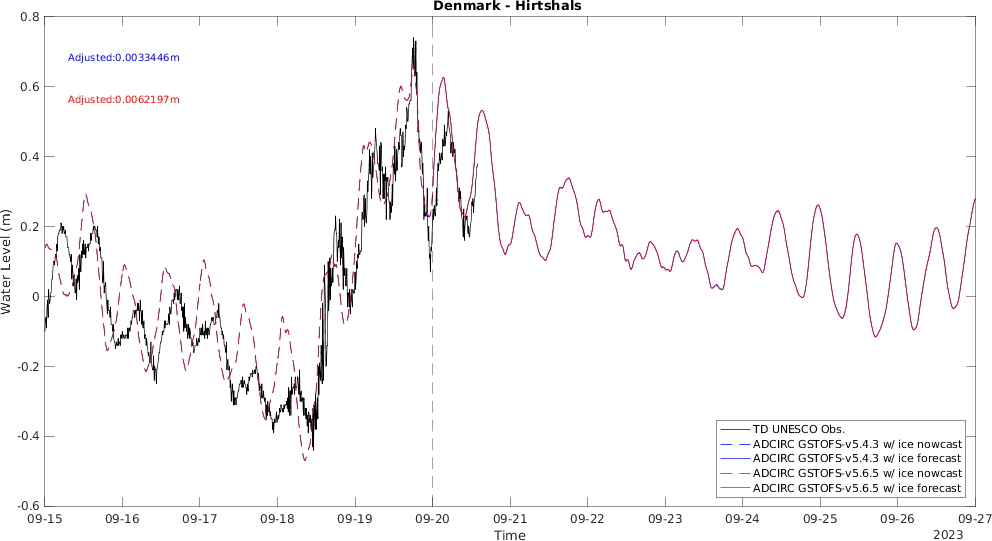 Denmark - Hirtshals
Adjusted:0.0033446m
Adjusted:0.0062197m
Water Level (m)
0.8
0.6
0.4
0.2
0
-0.2
-0.4
-0.6
TD UNESCO Obs.
ADCIRC GSTOFS-v5.4.3 w/ ice nowcast
ADCIRC GSTOFS-v5.4.3 w/ ice forecast
ADCIRC GSTOFS-v5.6.5 w/ ice nowcast
ADCIRC GSTOFS-v5.6.5 w/ ice forecast
09-15 09-16 09-17 09-18 09-19 09-20 09-21 09-22 09-23 09-24 09-25 09-26 09-27
Time
2023